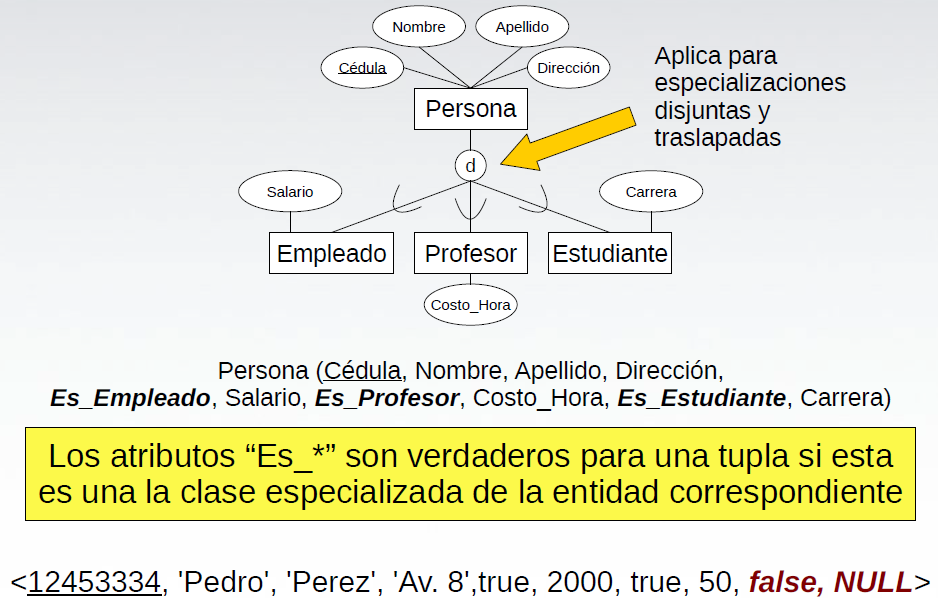 Nombre
Apellido
Cédula
Dirección
Aplica para
especializaciones
disjuntas y
traslapadas
Persona
d
Salario
Carrera
Empleado
Profesor
Estudiante
Costo_Hora
Persona (Cédula, Nombre, Apellido, Dirección,
Es_Empleado, Salario, Es_Profesor, Costo_Hora, Es_Estudiante, Carrera)
Los atributos “Es_*” son verdaderos para una tupla si esta
es una la clase especializada de la entidad correspondiente
<12453334, 'Pedro', 'Perez', 'Av. 8',true, 2000, true, 50, false, NULL>